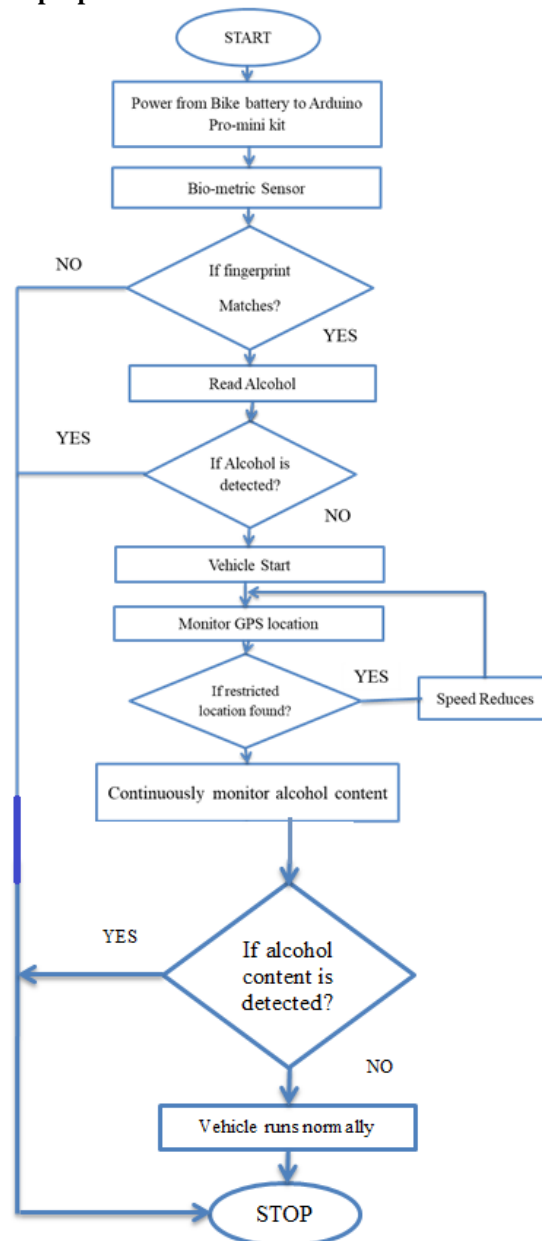 START
Power from Bike battery to Arduino
Pro-mini kit
Bio-metric Sensor
NO
If fingerprint
Matches?
YES
Read Alcohol
YES
If Alcohol is
detected?
NO
Vehicle Start
Monitor GPS location
YES
If restricted
location found?
Speed Reduces
Continuously monitor alcohol content
YES
If alcohol
content is
detected?
NO
Vehicle runs normally
STOP